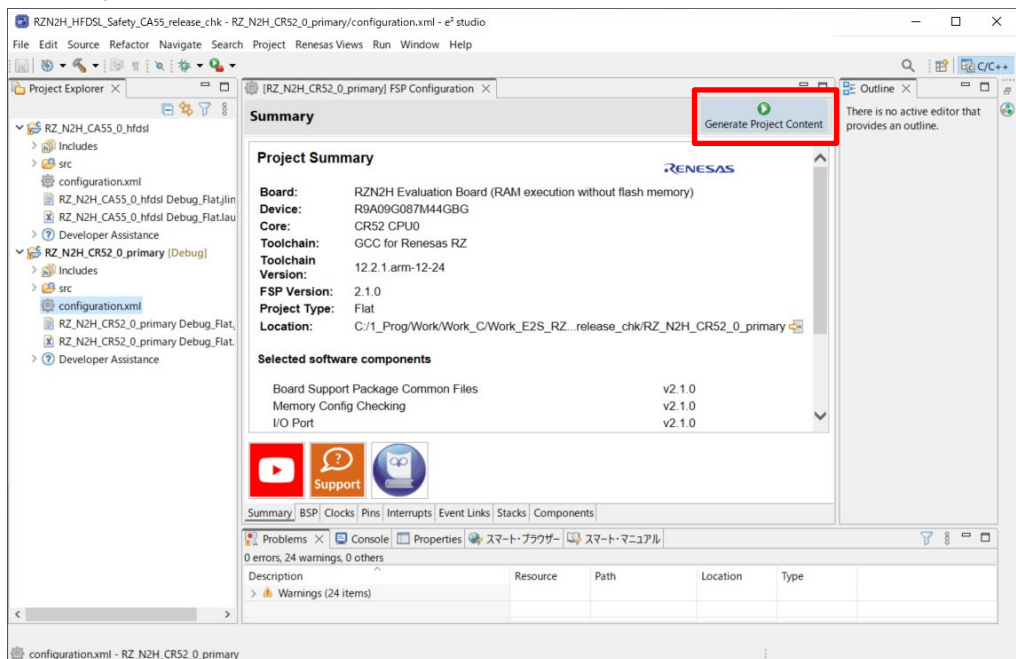 RZN2H_HFDSL_Safety_CA55_release_chk - RZ_N2H_CR52_0_primary/configuration.xml - e² studio
File Edit Source Refactor Navigate Search Project Renesas Views Run Window Help
C/C++
Project Explorer
RZ_N2H_CA55_0_hfdsl
Includes
src
configuration.xml
RZ_N2H_CA55_0_hfdsl Debug_Flat.jlin
RZ_N2H_CA55_0_hfdsl Debug_Flat.lau
Developer Assistance
RZ_N2H_CR52_0_primary [Debug]
Includes
src
configuration.xml
RZ_N2H_CR52_0_primary Debug_Flat.
RZ_N2H_CR52_0_primary Debug_Flat.
Developer Assistance
[RZ_N2H_CR52_0_primary] FSP Configuration
Summary
Generate Project Content
Project Summary
RENESAS
Board: RZN2H Evaluation Board (RAM execution without flash memory)
Device: R9A09G087M44GBG
Core: CR52 CPU0
Toolchain: GCC for Renesas RZ
Toolchain Version: 12.2.1.arm-12-24
FSP Version: 2.1.0
Project Type: Flat
Location: C:/1_Prog/Work/Work_C/Work_E2S_RZ...release_chk/RZ_N2H_CR52_0_primary
Selected software components
Board Support Package Common Files v2.1.0
Memory Config Checking v2.1.0
I/O Port v2.1.0
Support
Summary BSP Clocks Pins Interrupts Event Links Stacks Components
Outline
There is no active editor that
provides an outline.
Problems Console Properties スマート・ブラウザー スマート・マニュアル
0 errors, 24 warnings, 0 others
Description Resource Path Location Type
Warnings (24 items)
configuration.xml - RZ_N2H_CR52_0_primary